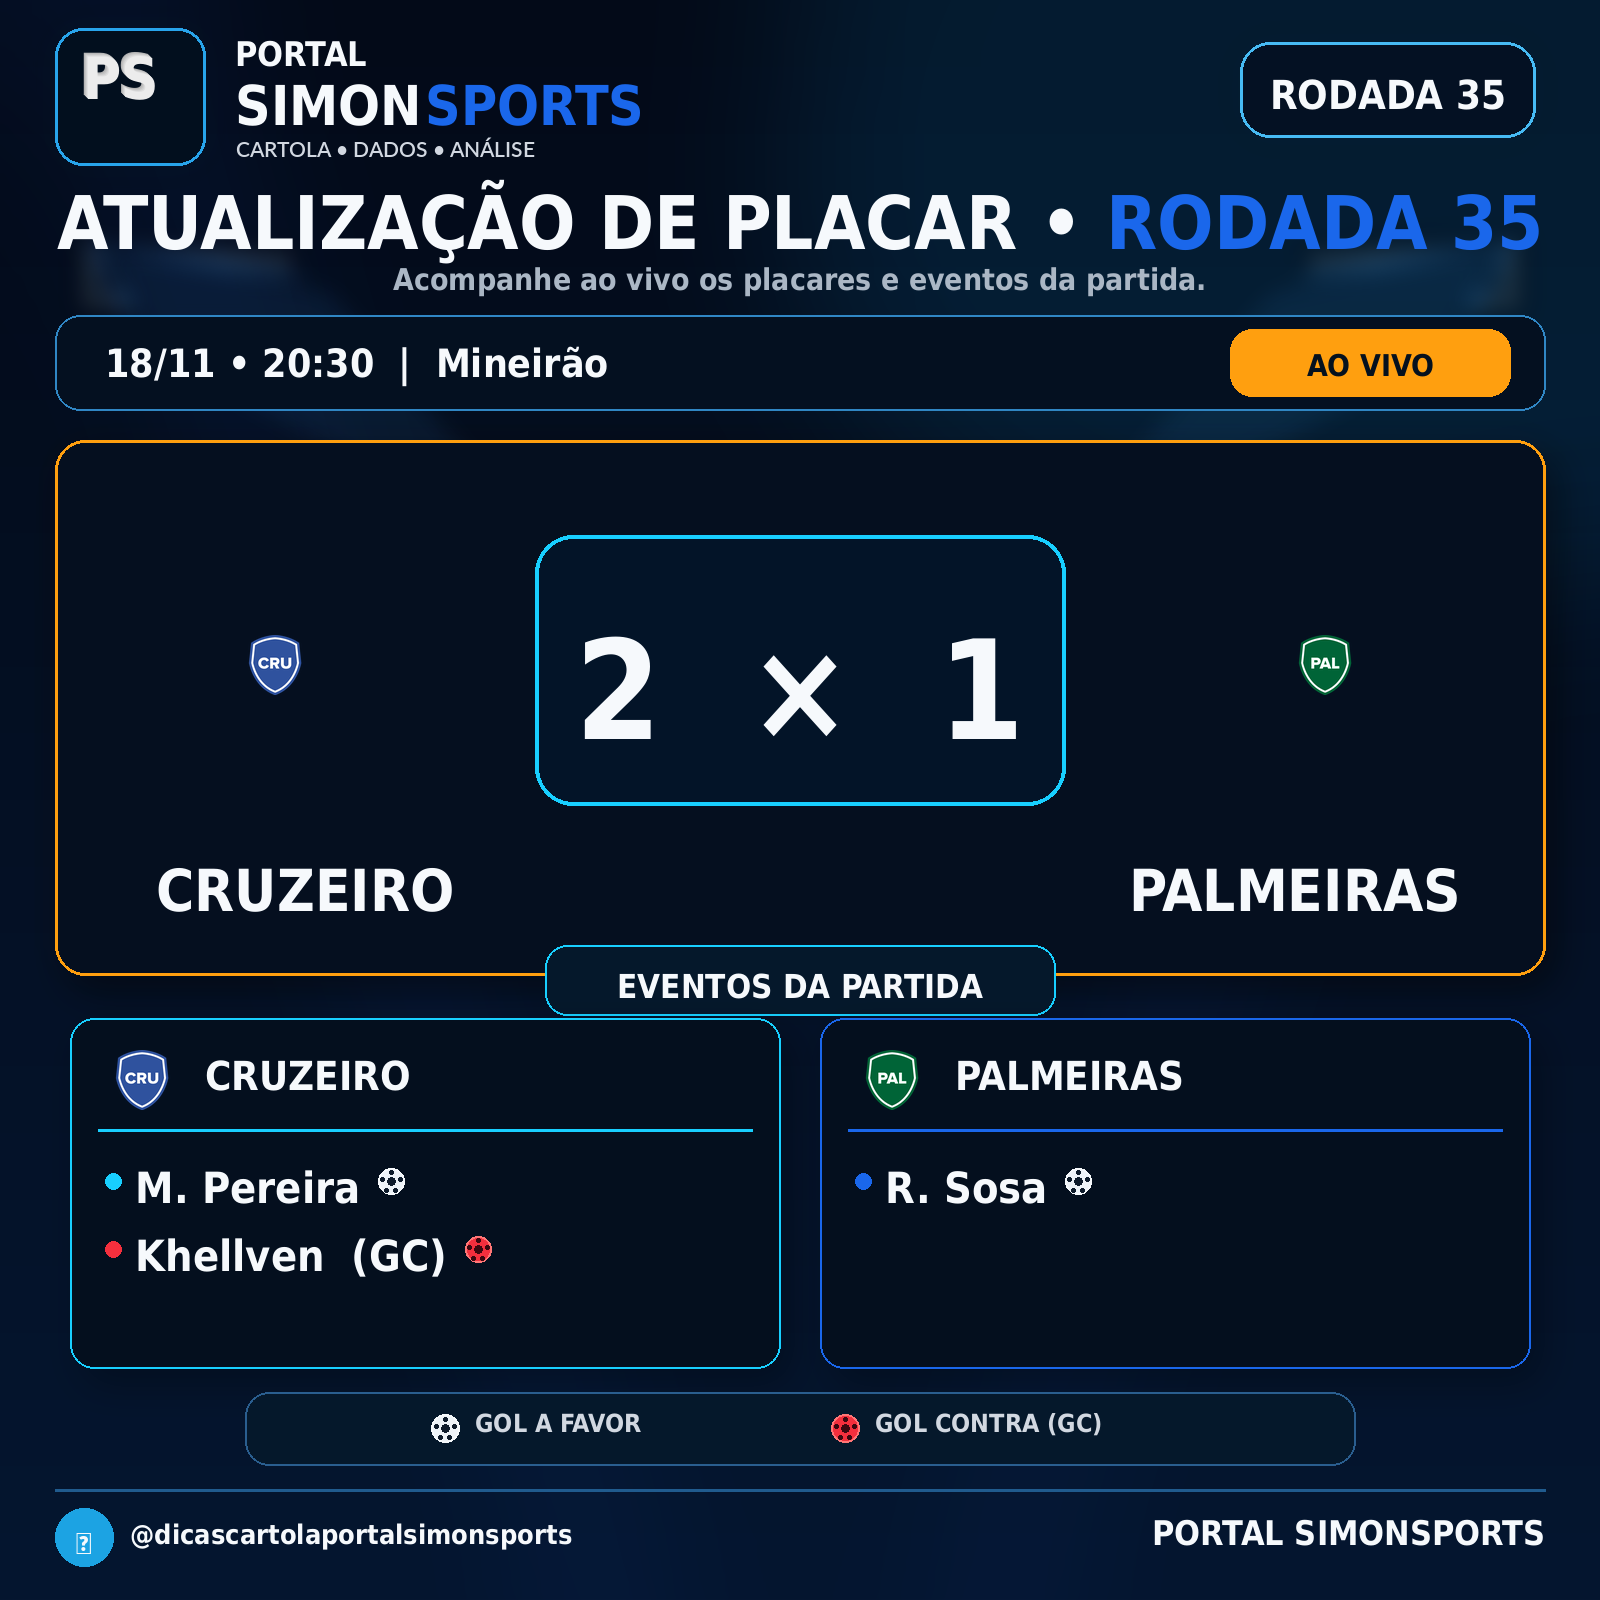 PS
PORTAL
SIMONSPORTS
CARTOLA • DADOS • ANÁLISE
RODADA 35
ATUALIZAÇÃO DE PLACAR • RODADA 35
Acompanhe ao vivo os placares e eventos da partida.
18/11 • 20:30 | Mineirão
AO VIVO
CRU
2 × 1
PAL
CRUZEIRO
PALMEIRAS
EVENTOS DA PARTIDA
CRU CRUZEIRO
M. Pereira
Khellven (GC)
PAL PALMEIRAS
R. Sosa
GOL A FAVOR
GOL CONTRA (GC)
@dicascartolaportalsimonsports
PORTAL SIMONSPORTS